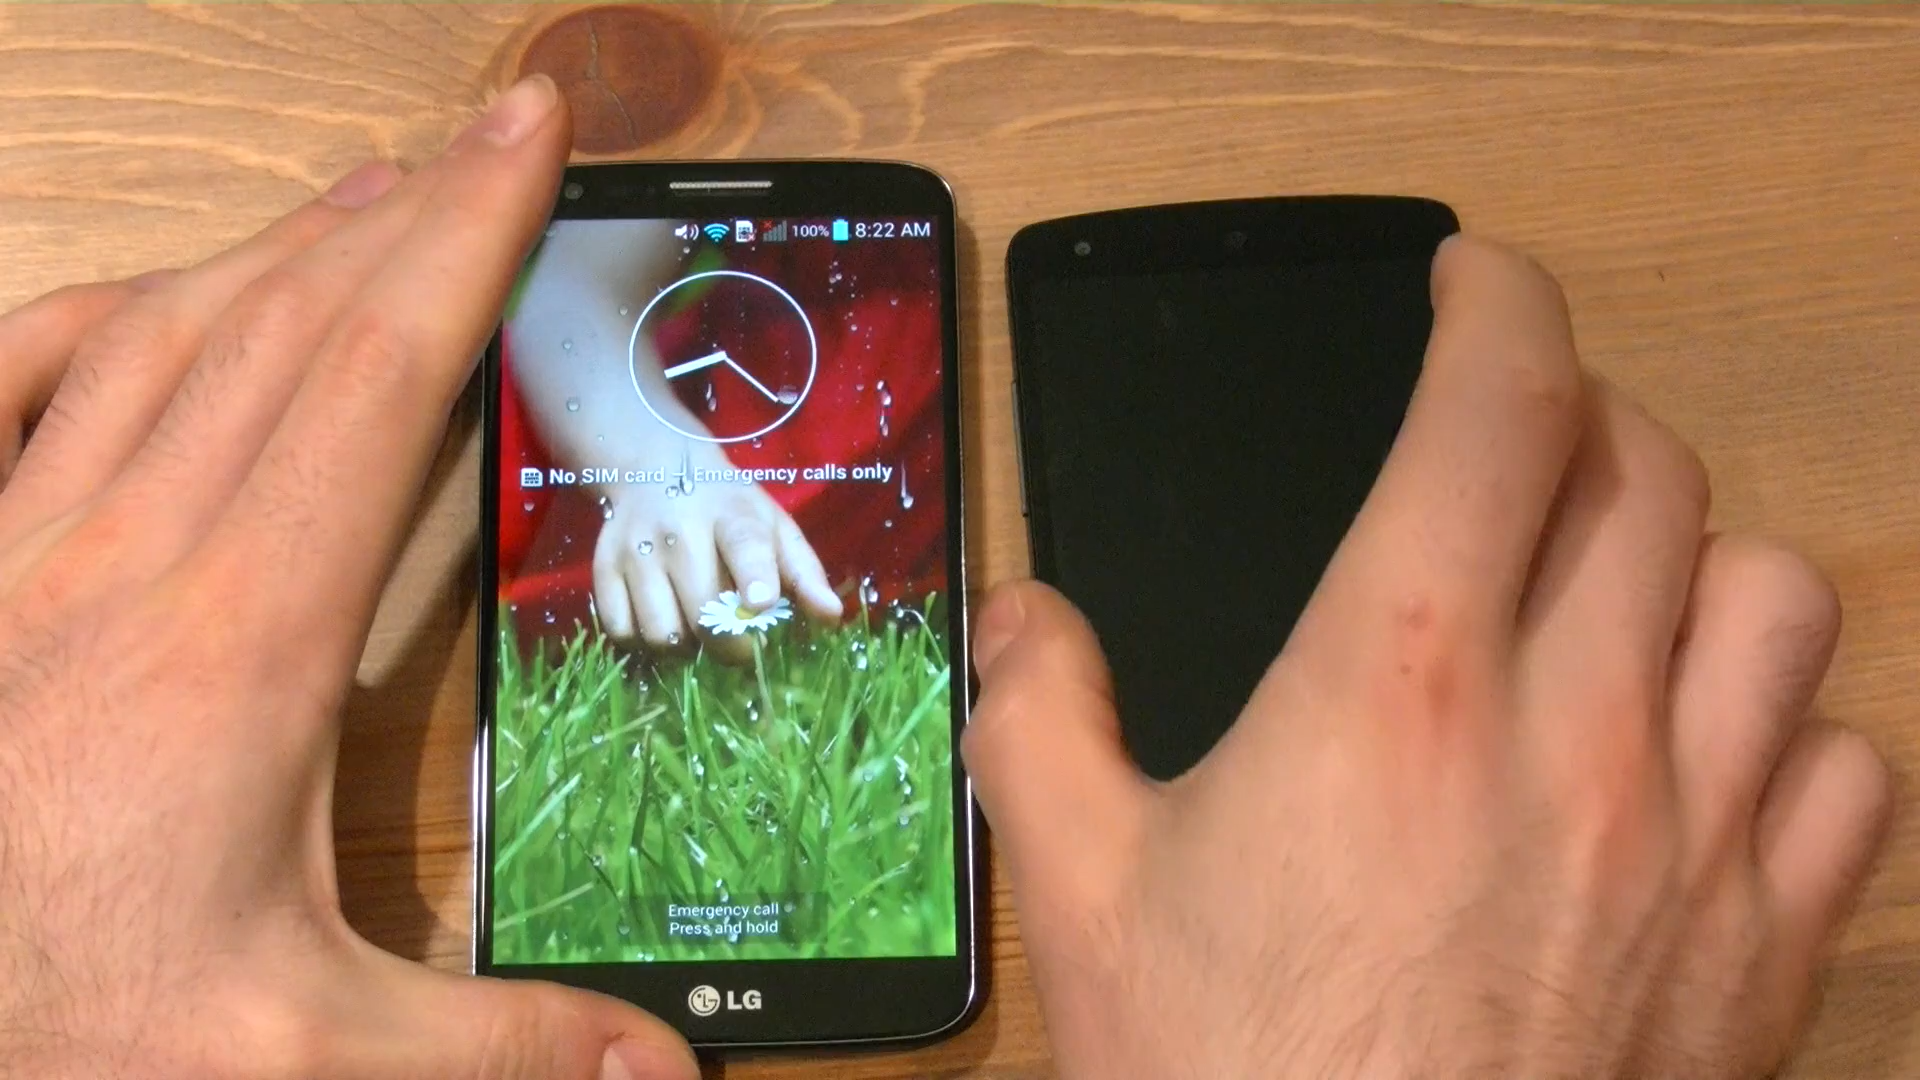 100% 8:22 AM
No SIM card – Emergency calls only
Emergency call
Press and hold
LG